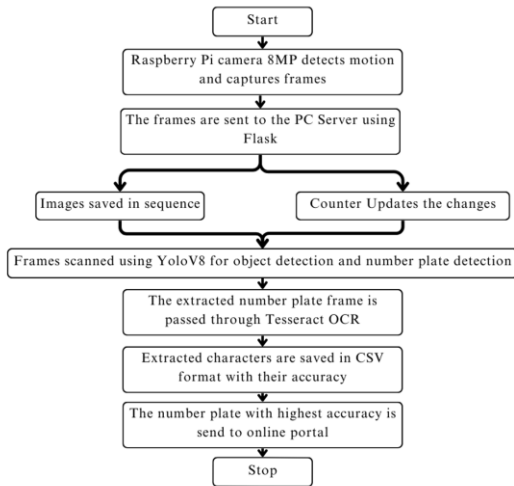 Start
Raspberry Pi camera 8MP detects motion
and captures frames
The frames are sent to the PC Server using
Flask
Images saved in sequence
Counter Updates the changes
Frames scanned using YoloV8 for object detection and number plate detection
The extracted number plate frame is
passed through Tesseract OCR
Extracted characters are saved in CSV
format with their accuracy
The number plate with highest accuracy is
send to online portal
Stop